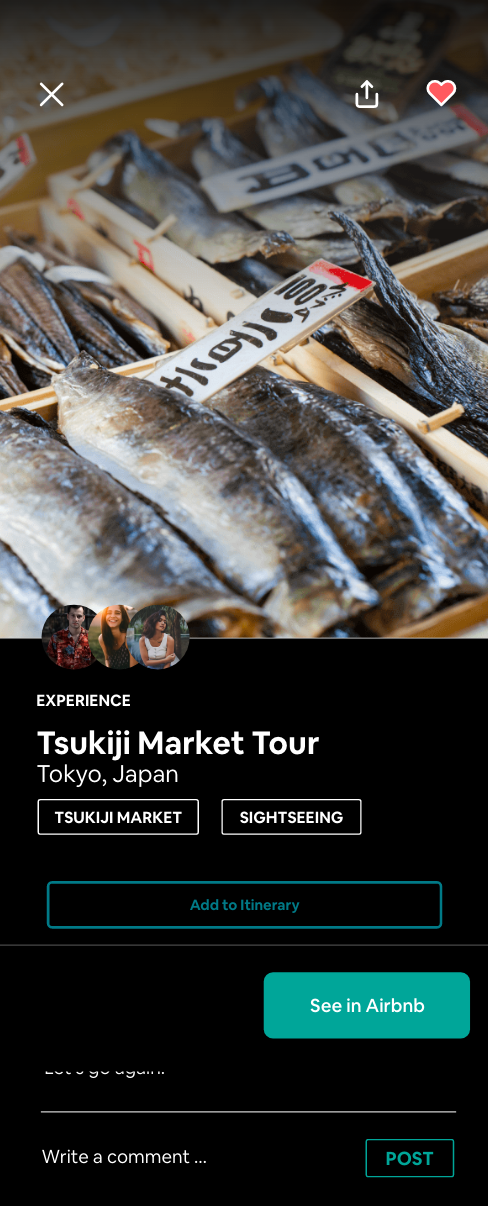 EXPERIENCE
Tsukiji Market Tour
Tokyo, Japan
TSUKIJI MARKET
SIGHTSEEING
Add to Itinerary
See in Airbnb
Let's go again.
Write a comment ...
POST